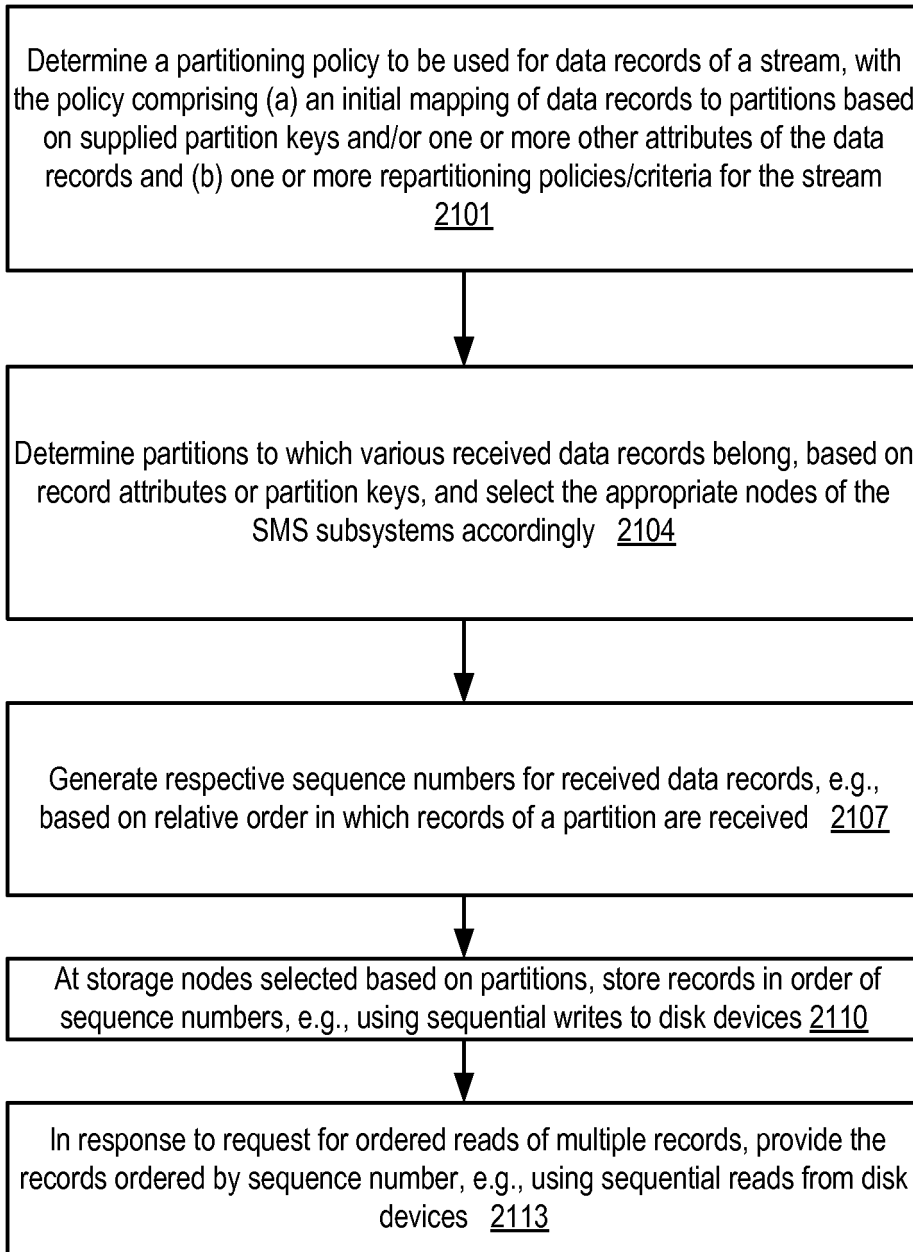 Determine a partitioning policy to be used for data records of a stream, with
the policy comprising (a) an initial mapping of data records to partitions based
on supplied partition keys and/or one or more other attributes of the data
records and (b) one or more repartitioning policies/criteria for the stream
2101
Determine partitions to which various received data records belong, based on
record attributes or partition keys, and select the appropriate nodes of the
SMS subsystems accordingly 2104
Generate respective sequence numbers for received data records, e.g.,
based on relative order in which records of a partition are received 2107
At storage nodes selected based on partitions, store records in order of
sequence numbers, e.g., using sequential writes to disk devices 2110
In response to request for ordered reads of multiple records, provide the
records ordered by sequence number, e.g., using sequential reads from disk
devices 2113